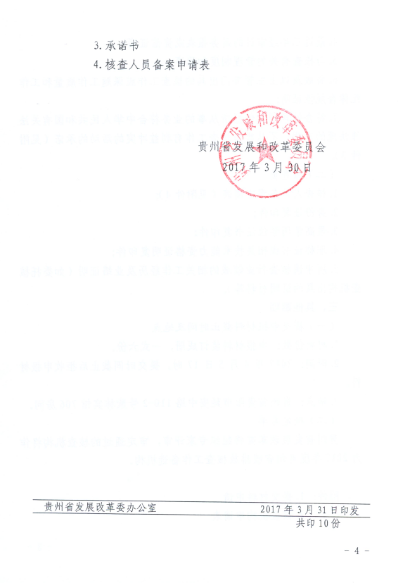 3.承诺书
4.核查人员备案申请表
贵州省发展和改革委员会
2017年3月30日
贵州省发展改革委办公室 2017年3月31日印发
共印10份
- 4 -